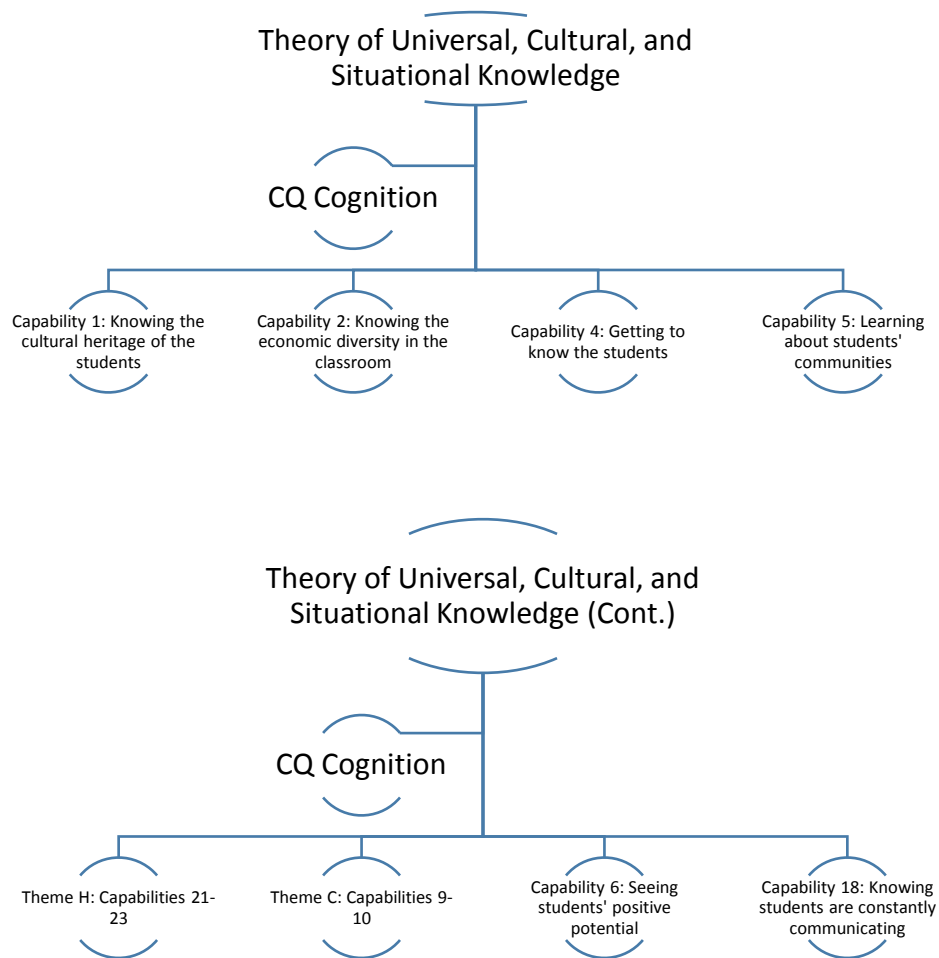 Theory of Universal, Cultural, and
Situational Knowledge
CQ Cognition
Capability 1: Knowing the
cultural heritage of the
students
Capability 2: Knowing the
economic diversity in the
classroom
Capability 4: Getting to
know the students
Capability 5: Learning
about students'
communities
Theory of Universal, Cultural, and
Situational Knowledge (Cont.)
CQ Cognition
Theme H: Capabilities 21-
23
Theme C: Capabilities 9-
10
Capability 6: Seeing
students' positive
potential
Capability 18: Knowing
students are constantly
communicating